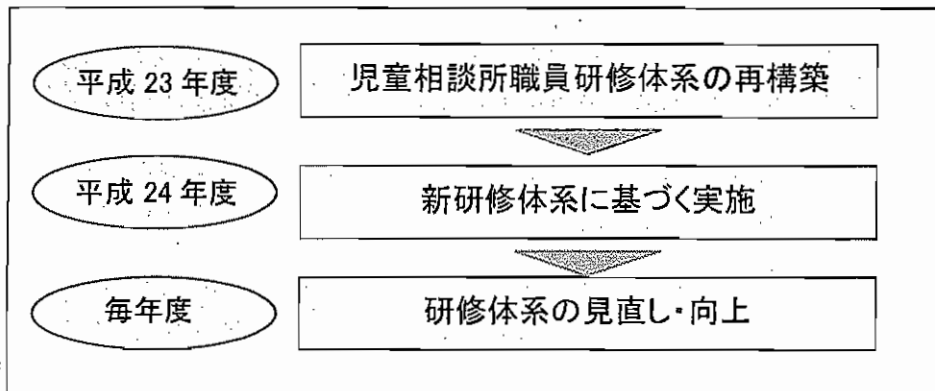 平成 23 年度
児童相談所職員研修体系の再構築
平成 24 年度
新研修体系に基づく実施
毎年度
研修体系の見直し・向上